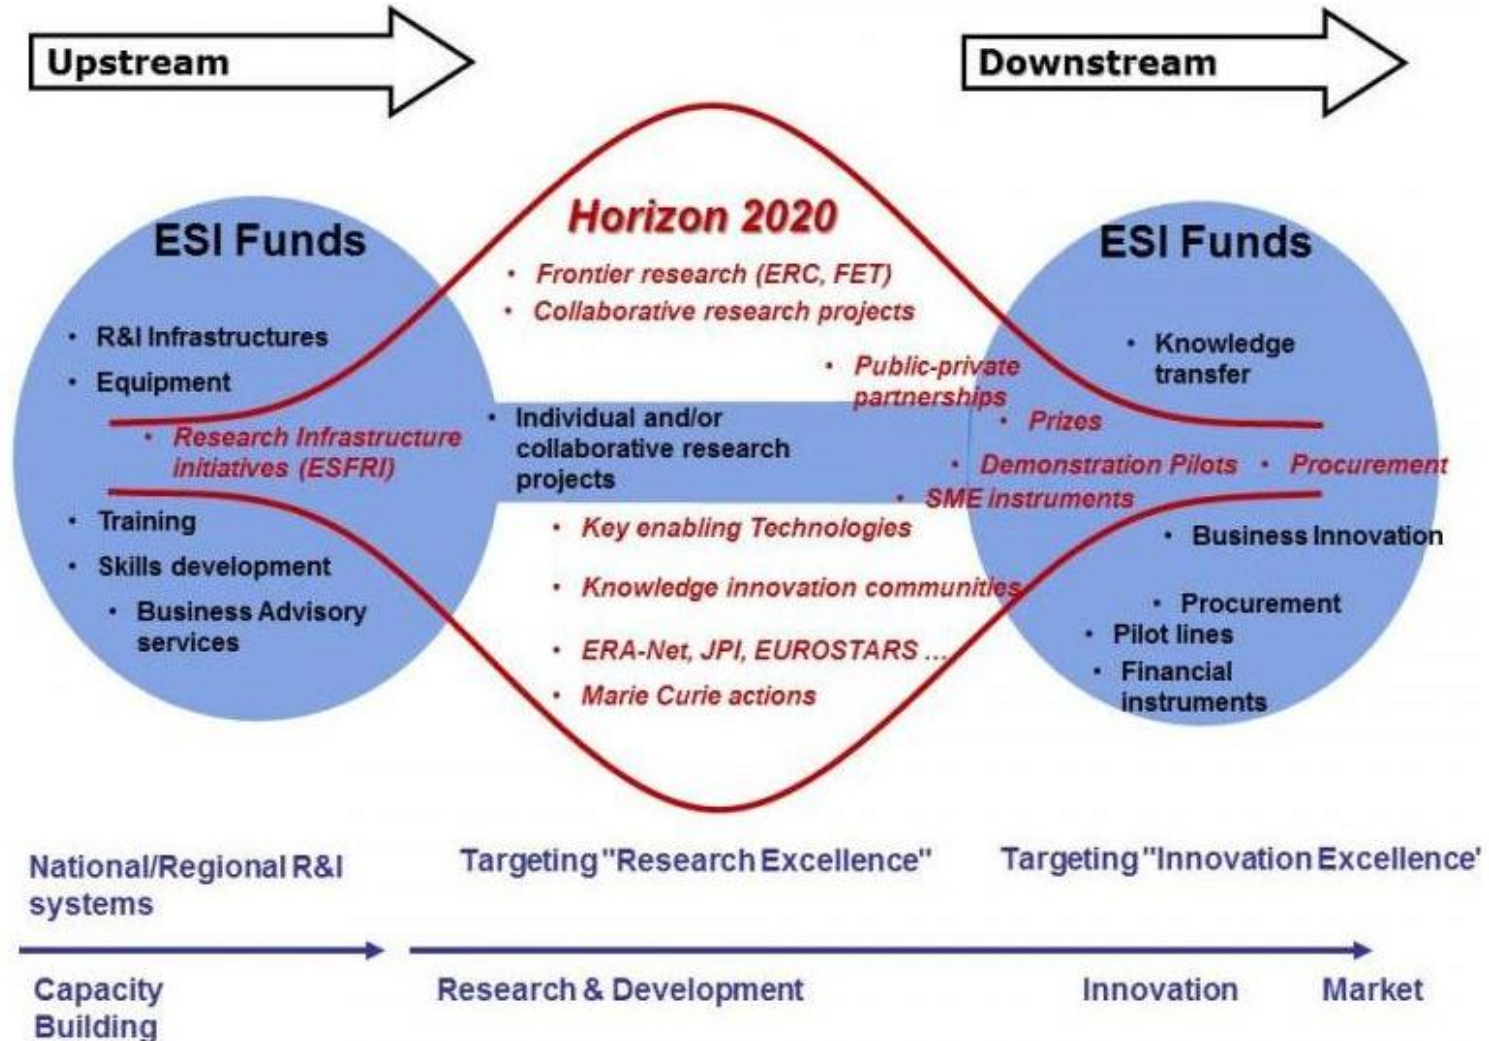 Upstream
Downstream
ESI Funds
• R&I Infrastructures
• Equipment
• Research Infrastructure
initiatives (ESFRI)
• Training
• Skills development
• Business Advisory
services
Horizon 2020
• Frontier research (ERC, FET)
• Collaborative research projects
• Public-private
partnerships
• Individual and/or
collaborative research
projects
• Prizes
• Demonstration Pilots
• Procurement
• SME instruments
• Key enabling Technologies
• Knowledge innovation communities
• ERA-Net, JPI, EUROSTARS ...
• Marie Curie actions
ESI Funds
• Knowledge
transfer
• Business Innovation
• Procurement
• Pilot lines
• Financial
instruments
National/Regional R&I
systems
Targeting "Research Excellence"
Targeting "Innovation Excellence'
Capacity
Building
Research & Development
Innovation
Market